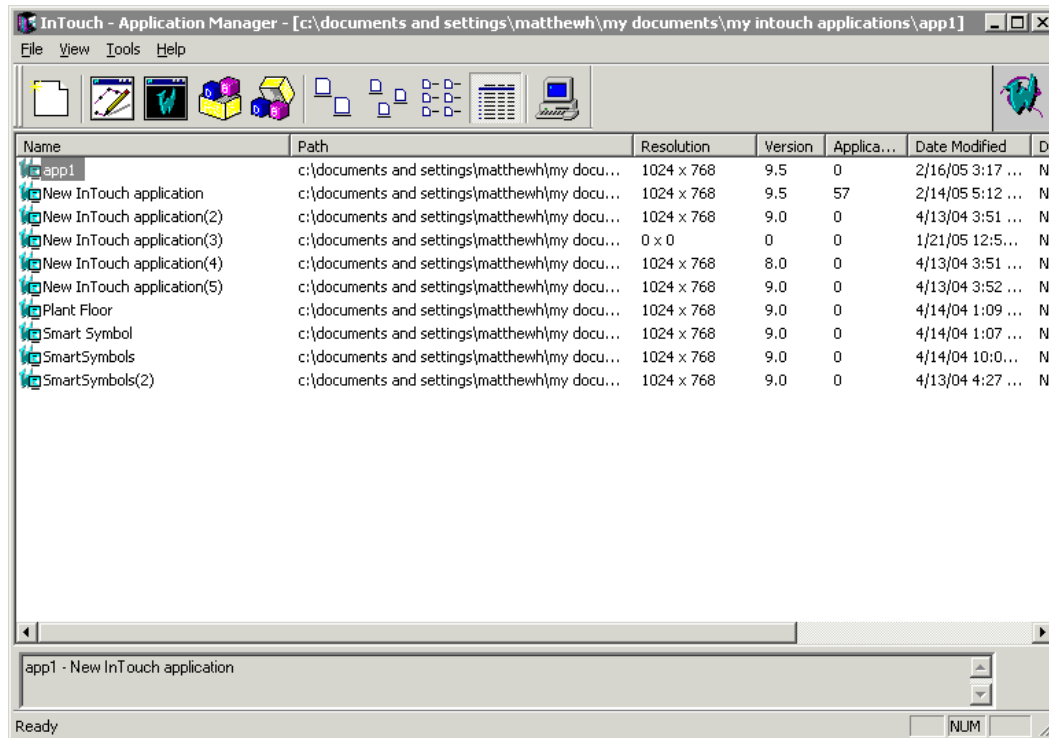 InTouch - Application Manager - [c:\documents and settings\matthewh\my documents\my intouch applications\app1]
File View Tools Help
Name Path Resolution Version Applica... Date Modified D
app1 c:\documents and settings\matthewh\my docu... 1024 x 768 9.5 0 2/16/05 3:17 ... N
New InTouch application c:\documents and settings\matthewh\my docu... 1024 x 768 9.5 57 2/14/05 5:12 ... N
New InTouch application(2) c:\documents and settings\matthewh\my docu... 1024 x 768 9.0 0 4/13/04 3:51 ... N
New InTouch application(3) c:\documents and settings\matthewh\my docu... 0 x 0 0 0 1/21/05 12:5... N
New InTouch application(4) c:\documents and settings\matthewh\my docu... 1024 x 768 8.0 0 4/13/04 3:51 ... N
New InTouch application(5) c:\documents and settings\matthewh\my docu... 1024 x 768 9.0 0 4/13/04 3:52 ... N
Plant Floor c:\documents and settings\matthewh\my docu... 1024 x 768 9.0 0 4/14/04 1:09 ... N
Smart Symbol c:\documents and settings\matthewh\my docu... 1024 x 768 9.0 0 4/14/04 1:07 ... N
SmartSymbols c:\documents and settings\matthewh\my docu... 1024 x 768 9.0 0 4/14/04 10:0... N
SmartSymbols(2) c:\documents and settings\matthewh\my docu... 1024 x 768 9.0 0 4/13/04 4:27 ... N
app1 - New InTouch application
Ready NUM